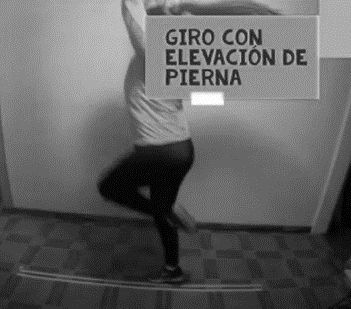 GIRO CON
ELEVACIÓN DE
PIERNA